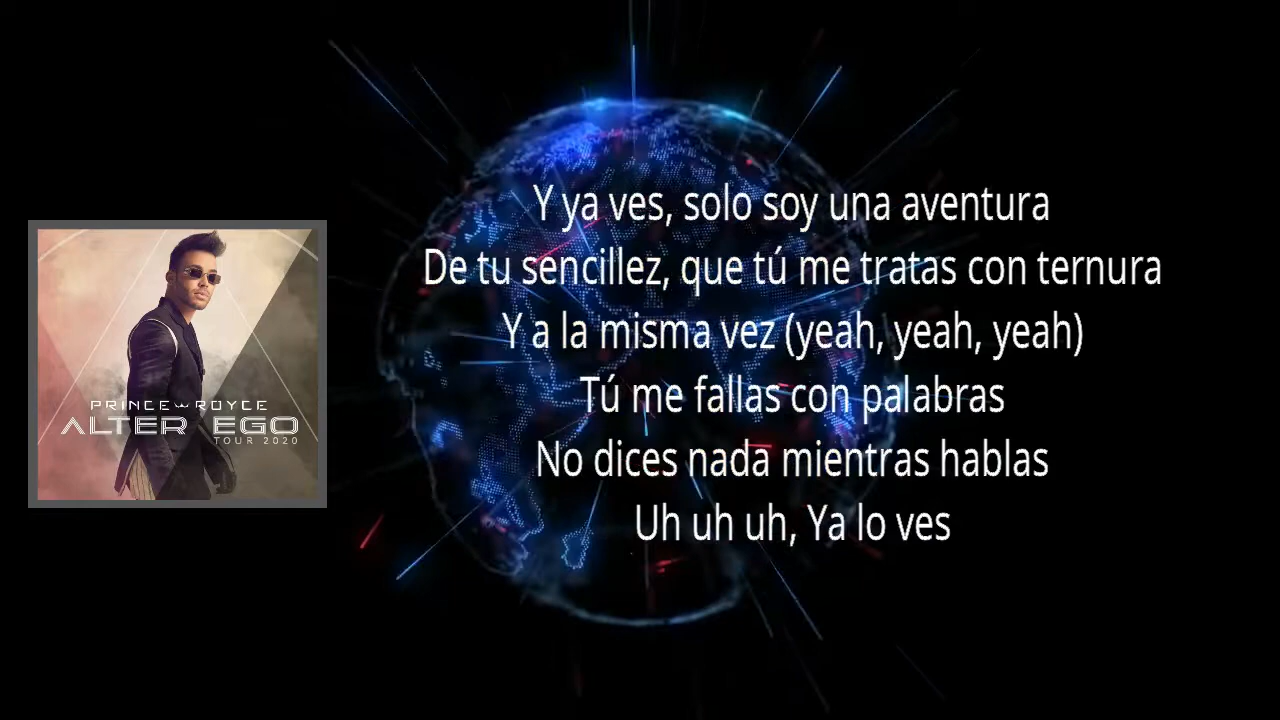 PRINCE ROYCE
ALTER EGO
TOUR 2020
Y ya ves, solo soy una aventura
De tu sencillez, que tú me tratas con ternura
Y a la misma vez (yeah, yeah, yeah)
Tú me fallas con palabras
No dices nada mientras hablas
Uh uh uh, Ya lo ves